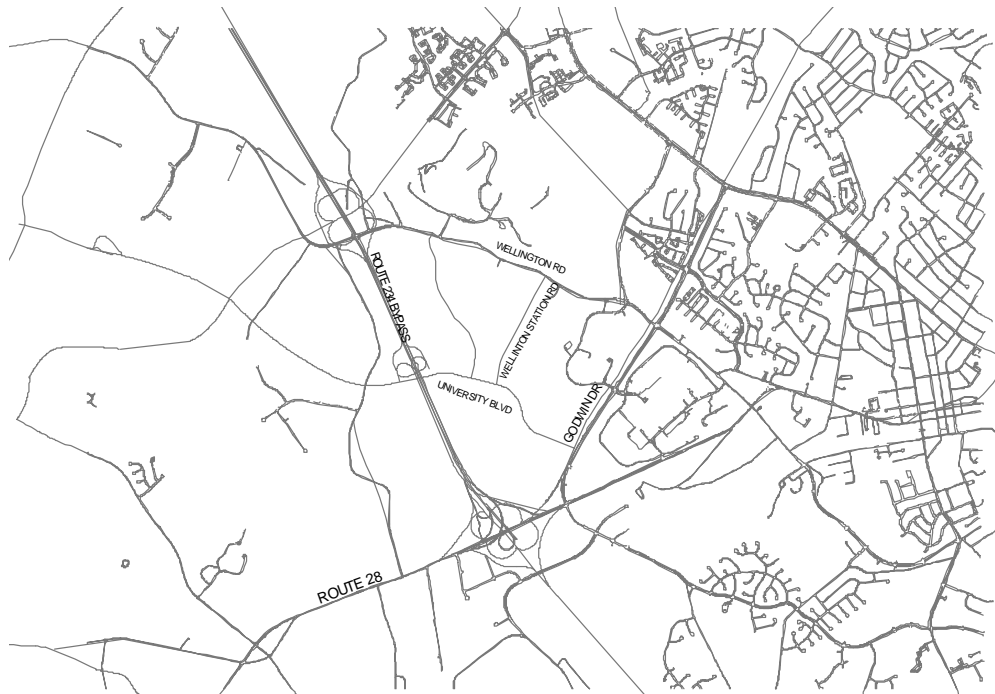 WELLINGTON RD
ROUTE 234 BYPASS
WELLINTON STATION RD
UNIVERSITY BLVD
GODWIN DR
ROUTE 28